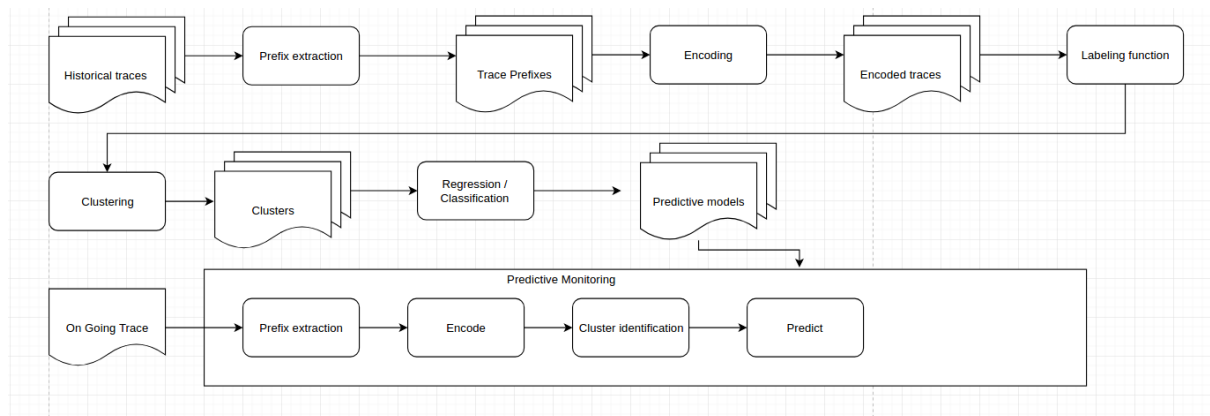 Historical traces
Prefix extraction
Trace Prefixes
Encoding
Encoded traces
Labeling function
Clustering
Clusters
Regression /
Classification
Predictive models
Predictive Monitoring
On Going Trace
Prefix extraction
Encode
Cluster identification
Predict